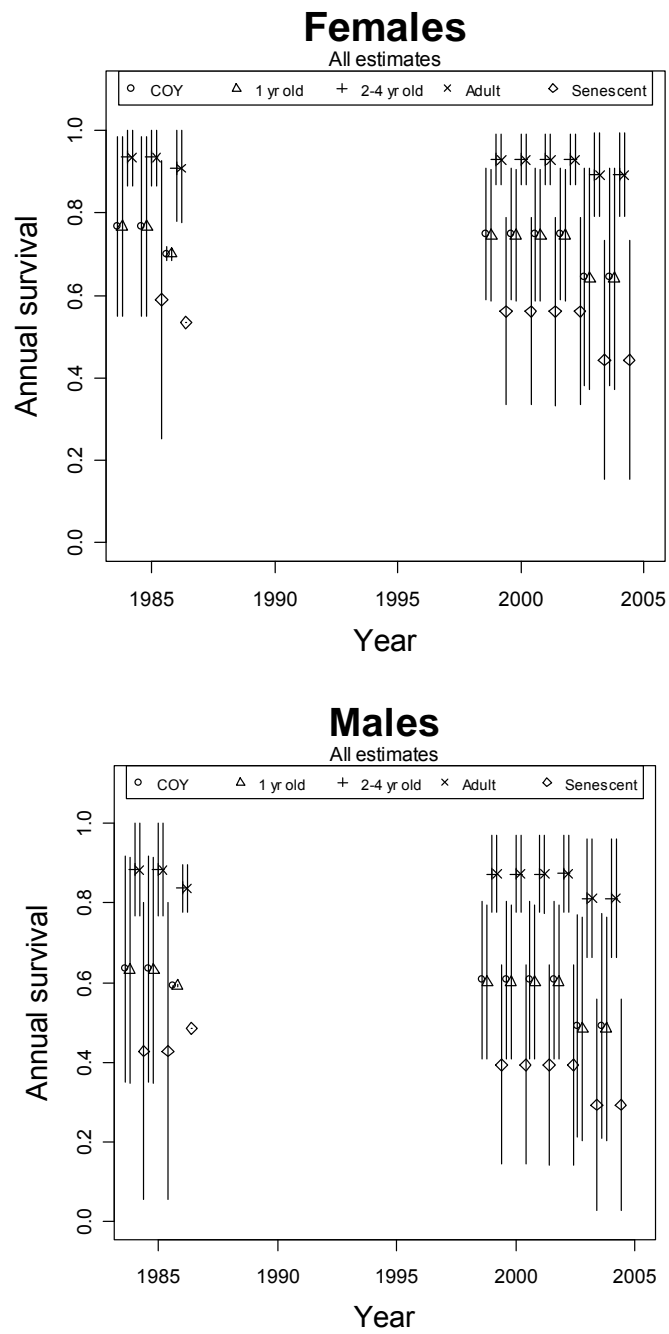 Females
All estimates
COY 1 yr old 2-4 yr old Adult Senescent
1.0
0.8
0.6
0.4
0.2
0.0
Annual survival
1985 1990 1995 2000 2005
Year
Males
All estimates
COY 1 yr old 2-4 yr old Adult Senescent
1.0
0.8
0.6
0.4
0.2
0.0
Annual survival
1985 1990 1995 2000 2005
Year